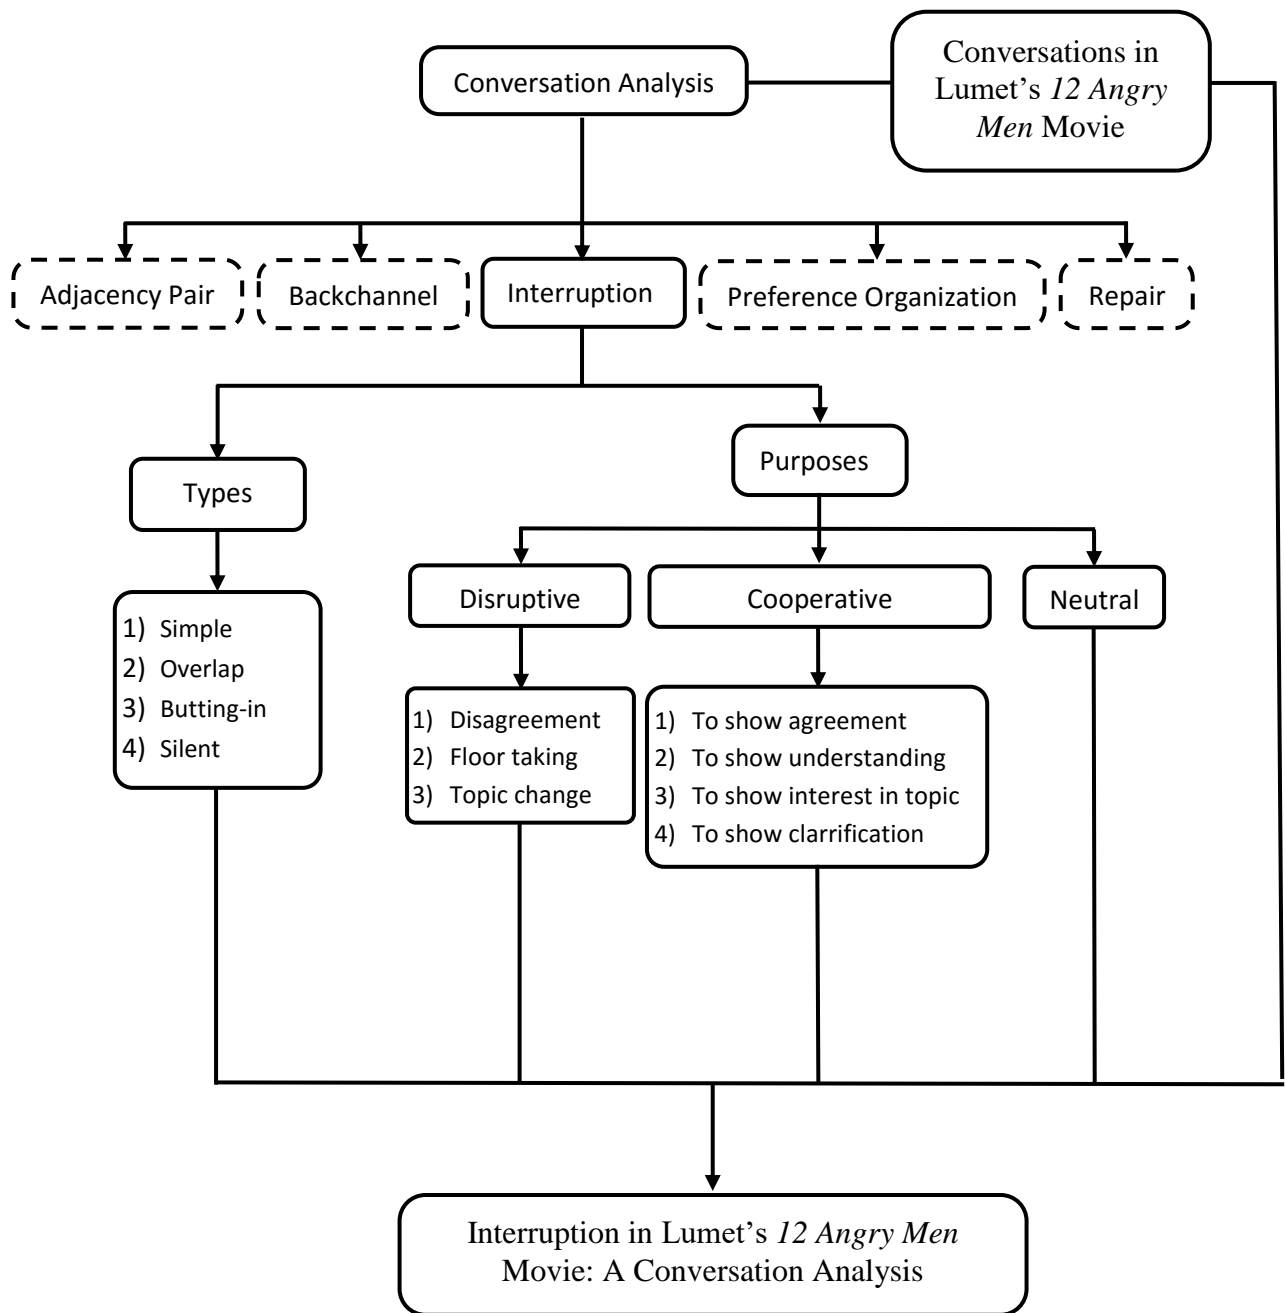 Conversation Analysis
Conversations in
Lumet’s 12 Angry
Men Movie
Adjacency Pair
Backchannel
Interruption
Preference Organization
Repair
Types
Purposes
Disruptive
Cooperative
Neutral
1) Simple
2) Overlap
3) Butting-in
4) Silent
1) Disagreement
2) Floor taking
3) Topic change
1) To show agreement
2) To show understanding
3) To show interest in topic
4) To show clarrification
Interruption in Lumet’s 12 Angry Men
Movie: A Conversation Analysis